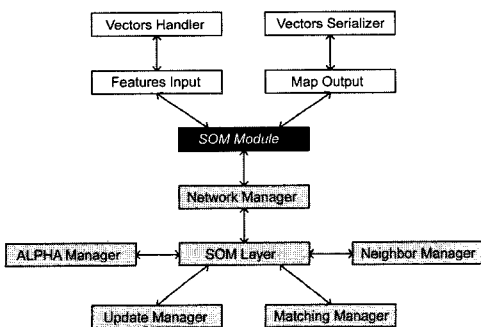 Vectors Handler
Vectors Serializer
Features Input
Map Output
SOM Module
Network Manager
ALPHA Manager
SOM Layer
Neighbor Manager
Update Manager
Matching Manager